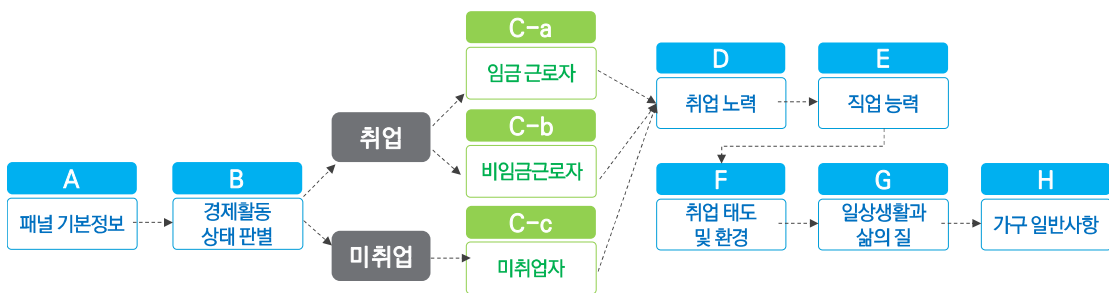 A
패널 기본정보
B
경제활동
상태 판별
취업
미취업
C-a
임금 근로자
C-b
비임금근로자
C-c
미취업자
D
취업 노력
E
직업 능력
F
취업 태도
및 환경
G
일상생활과
삶의 질
H
가구 일반사항